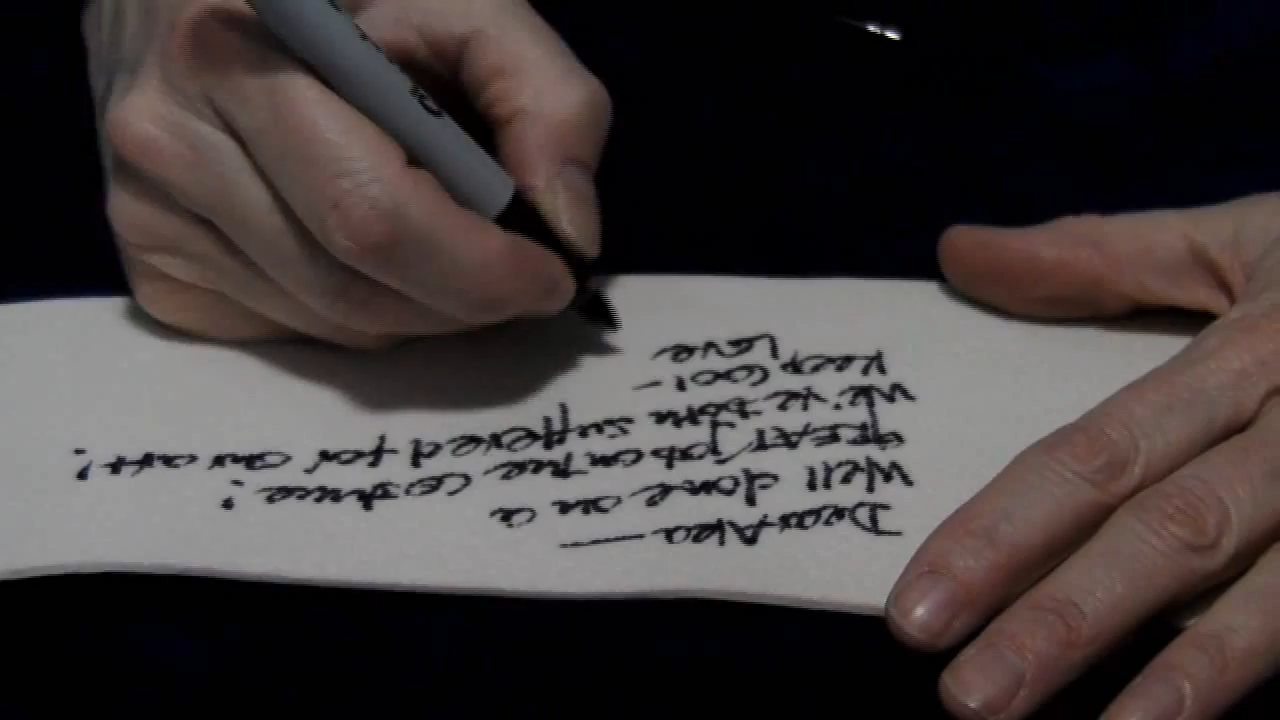 Dear Alea —
Well done on a
GREAT job on the costume!
We've both suffered for our art!
Keep Cool -
Love